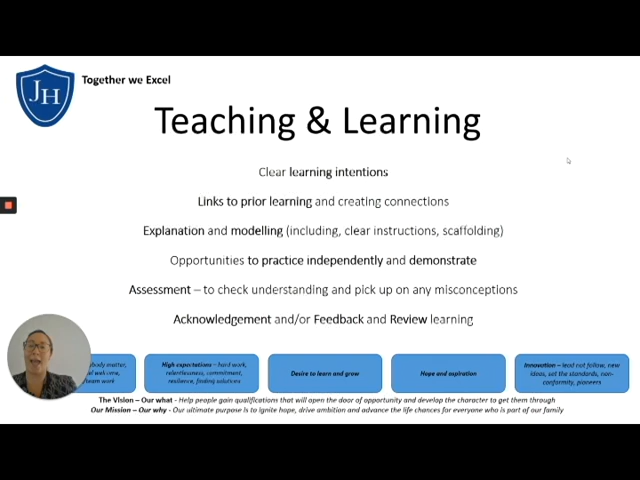 JH
Together we Excel
Teaching & Learning
Clear learning intentions
Links to prior learning and creating connections
Explanation and modelling (including, clear instructions, scaffolding)
Opportunities to practice independently and demonstrate
Assessment – to check understanding and pick up on any misconceptions
Acknowledgement and/or Feedback and Review learning
body matter,
team work
High expectations – hard work,
relentlessness, commitment,
resilience, finding solutions
Desire to learn and grow
Hope and aspiration
Innovation – lead not follow, new
ideas, set the standards, non-
conformity, pioneers
The Vision – Our what - Help people gain qualifications that will open the door of opportunity and develop the character to get them through
Our Mission – Our why - Our ultimate purpose is to ignite hope, drive ambition and advance the life chances for everyone who is part of our family